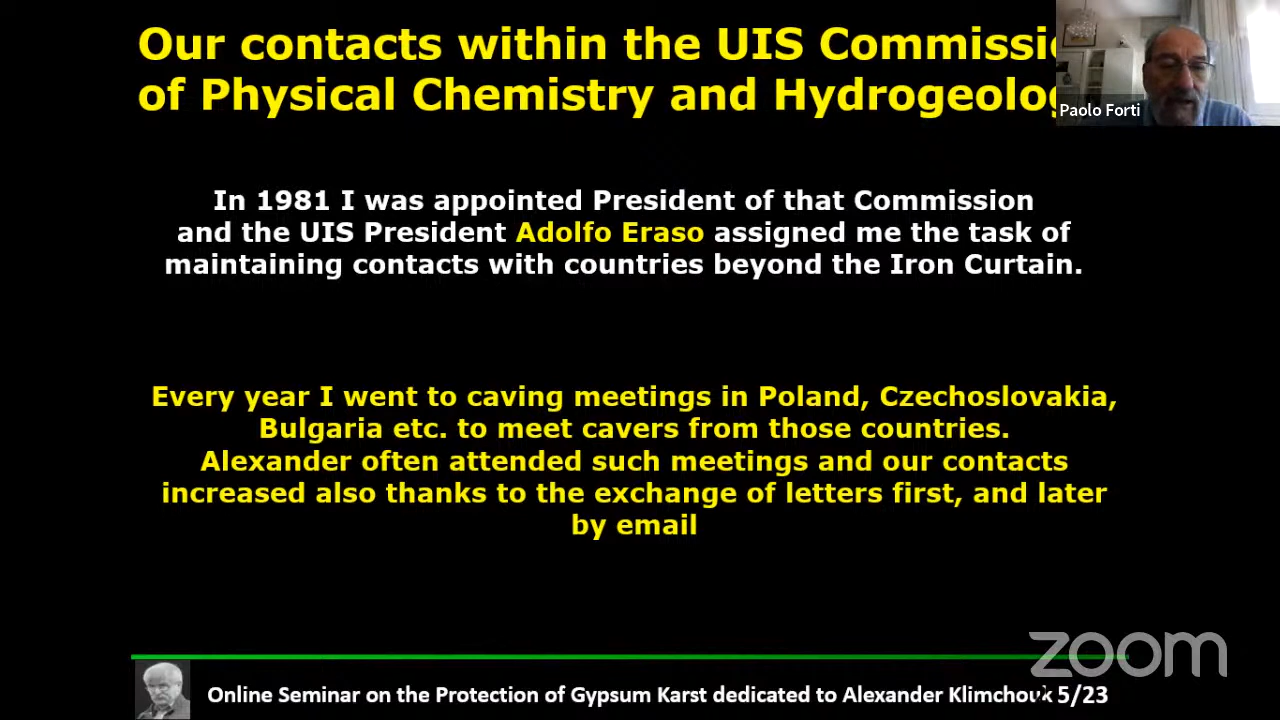 Our contacts within the UIS Commissi
of Physical Chemistry and Hydrogeolog
Paolo Forti
In 1981 I was appointed President of that Commission
and the UIS President Adolfo Eraso assigned me the task of
maintaining contacts with countries beyond the Iron Curtain.
Every year I went to caving meetings in Poland, Czechoslovakia,
Bulgaria etc. to meet cavers from those countries.
Alexander often attended such meetings and our contacts
increased also thanks to the exchange of letters first, and later
by email
zoom
Online Seminar on the Protection of Gypsum Karst dedicated to Alexander Klimchouk 5/23